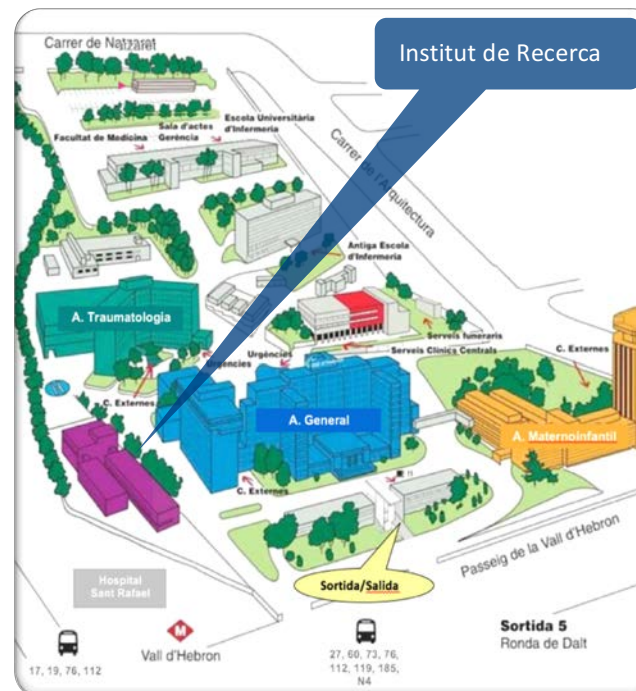 Institut de Recerca
Carrer de Natzaret
Sala d'actes
Gerència
Escola Universitària
d'Infermeria
Facultat de Medicina
Carrer de l'Arquitectura
Antiga Escola
d'Infermeria
A. Traumatologia
Serveis funeraris
Urgències
Urgències
Serveis Clínics Centrals
C. Externes
C. Externes
A. General
A. Maternoinfantil
C. Externes
Passeig de la Vall d'Hebron
Hospital
Sant Rafael
Sortida/Salida
M
Vall d'Hebron
17, 19, 76, 112
27, 60, 73, 76,
112, 119, 185,
N4
Sortida 5
Ronda de Dalt